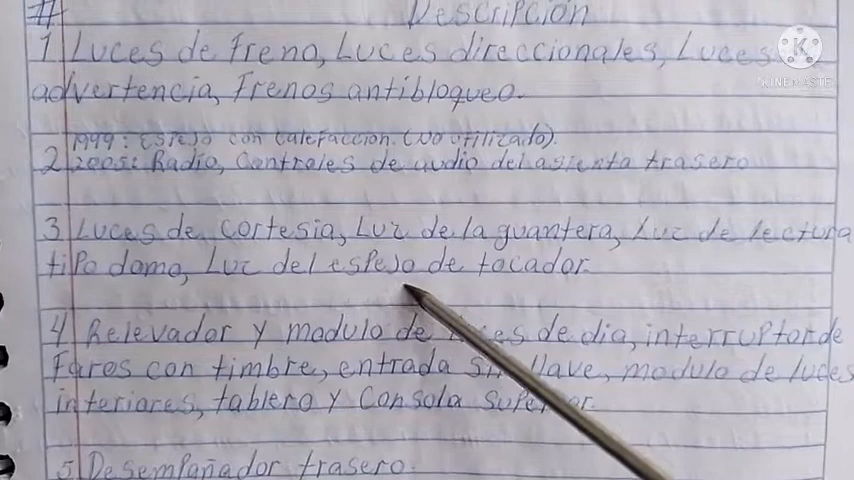 # Descripción
1 Luces de freno, Luces direccionales, Luces
advertencia, Frenos antibloqueo.
1999: Espejo con calefaccion. (No utilizado).
2 Radio, Controles de audio del asiento trasero
3 Luces de cortesia, Luz de la guantera, Luz de lectura
tipo domo, Luz del espejo de tocador.
4 Relevador y modulo de de dia, interruptor de
Faros con timbre, entrada llave, modulo de luces
interiores, tablero y Consola superior.
5 Desempañador trasero.
KINEMASTER